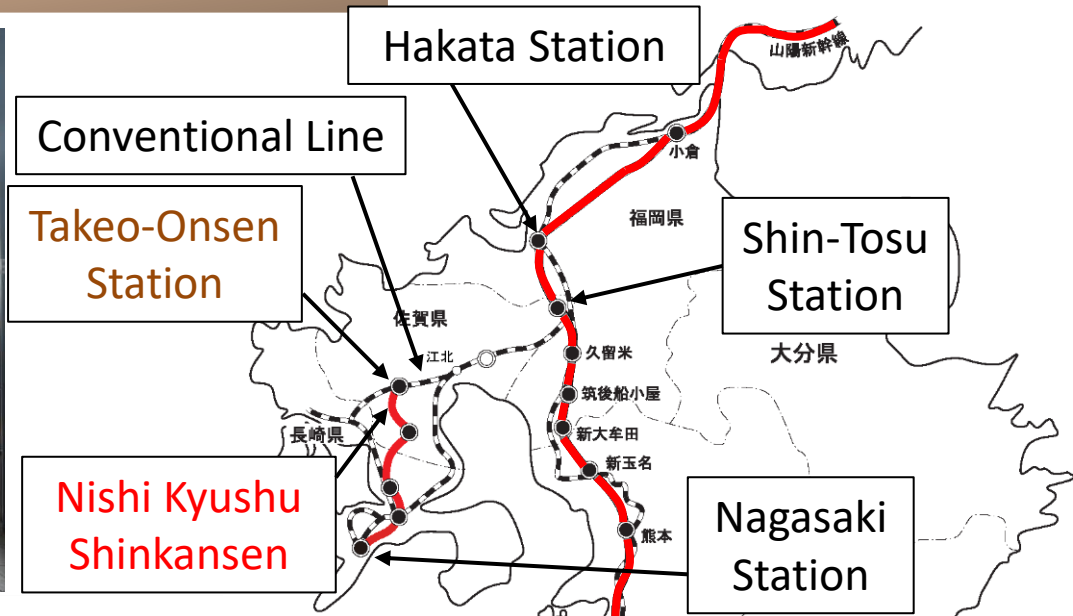 Hakata Station
山陽新幹線
Conventional Line
小倉
Takeo-Onsen
Station
福岡県
Shin-Tosu
Station
佐賀県
江北
久留米
大分県
筑後船小屋
長崎県
新大牟田
新玉名
Nishi Kyushu
Shinkansen
Nagasaki
Station
熊本